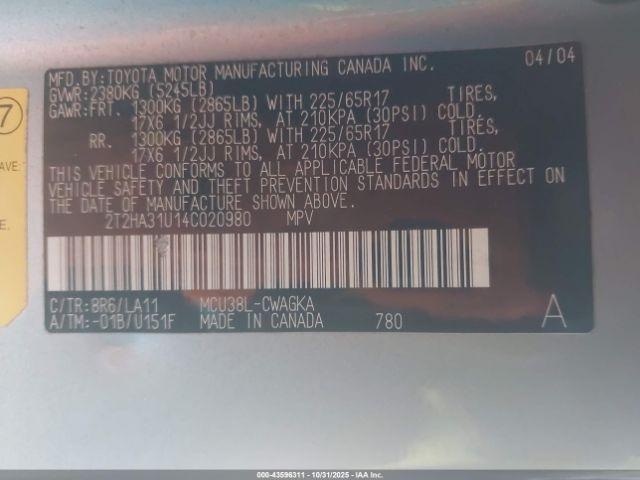 MFD.BY:TOYOTA MOTOR MANUFACTURING CANADA INC. 04/04
GVWR:2380KG (5245LB)
GAWR:FRT. 1300KG (2865LB) WITH 225/65R17 TIRES,
17X6 1/2JJ RIMS, AT 210KPA (30PSI) COLD.
RR. 1300KG (2865LB) WITH 225/65R17 TIRES,
17X6 1/2JJ RIMS, AT 210KPA (30PSI) COLD.
THIS VEHICLE CONFORMS TO ALL APPLICABLE FEDERAL MOTOR
VEHICLE SAFETY AND THEFT PREVENTION STANDARDS IN EFFECT ON
THE DATE OF MANUFACTURE SHOWN ABOVE.
2T2HA31U14C020980 MPV
C/TR:8R6/LA11 MCU38L-CWAGKA
A/TM:-01B/U151F MADE IN CANADA 780 A
7
AVE
E.
000-43596311 - 10/31/2025 - IAA Inc.